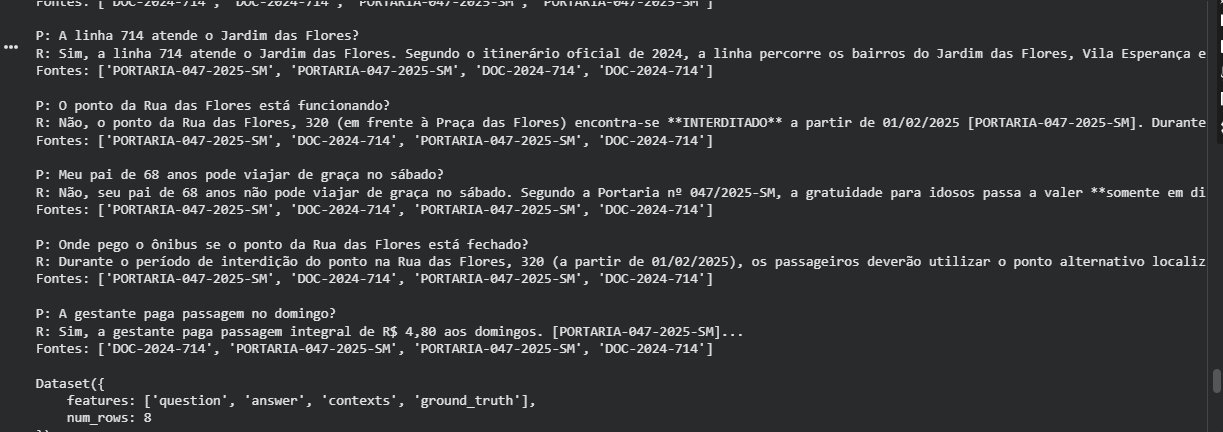 Fontes: ['DOC-2024-714', 'DOC-2024-714', 'PORTARIA-047-2025-SM', 'PORTARIA-047-2025-SM']
P: A linha 714 atende o Jardim das Flores?
R: Sim, a linha 714 atende o Jardim das Flores. Segundo o itinerário oficial de 2024, a linha percorre os bairros do Jardim das Flores, Vila Esperança e
Fontes: ['PORTARIA-047-2025-SM', 'PORTARIA-047-2025-SM', 'DOC-2024-714', 'DOC-2024-714']
P: O ponto da Rua das Flores está funcionando?
R: Não, o ponto da Rua das Flores, 320 (em frente à Praça das Flores) encontra-se **INTERDITADO** a partir de 01/02/2025 [PORTARIA-047-2025-SM]. Durante
Fontes: ['PORTARIA-047-2025-SM', 'DOC-2024-714', 'PORTARIA-047-2025-SM', 'DOC-2024-714']
P: Meu pai de 68 anos pode viajar de graça no sábado?
R: Não, seu pai de 68 anos não pode viajar de graça no sábado. Segundo a Portaria nº 047/2025-SM, a gratuidade para idosos passa a valer **somente em di
Fontes: ['PORTARIA-047-2025-SM', 'DOC-2024-714', 'PORTARIA-047-2025-SM', 'DOC-2024-714']
P: Onde pego o ônibus se o ponto da Rua das Flores está fechado?
R: Durante o período de interdição do ponto na Rua das Flores, 320 (a partir de 01/02/2025), os passageiros deverão utilizar o ponto alternativo localiz
Fontes: ['PORTARIA-047-2025-SM', 'DOC-2024-714', 'PORTARIA-047-2025-SM', 'DOC-2024-714']
P: A gestante paga passagem no domingo?
R: Sim, a gestante paga passagem integral de R$ 4,80 aos domingos. [PORTARIA-047-2025-SM]...
Fontes: ['DOC-2024-714', 'PORTARIA-047-2025-SM', 'PORTARIA-047-2025-SM', 'DOC-2024-714']
Dataset({
features: ['question', 'answer', 'contexts', 'ground_truth'],
num_rows: 8